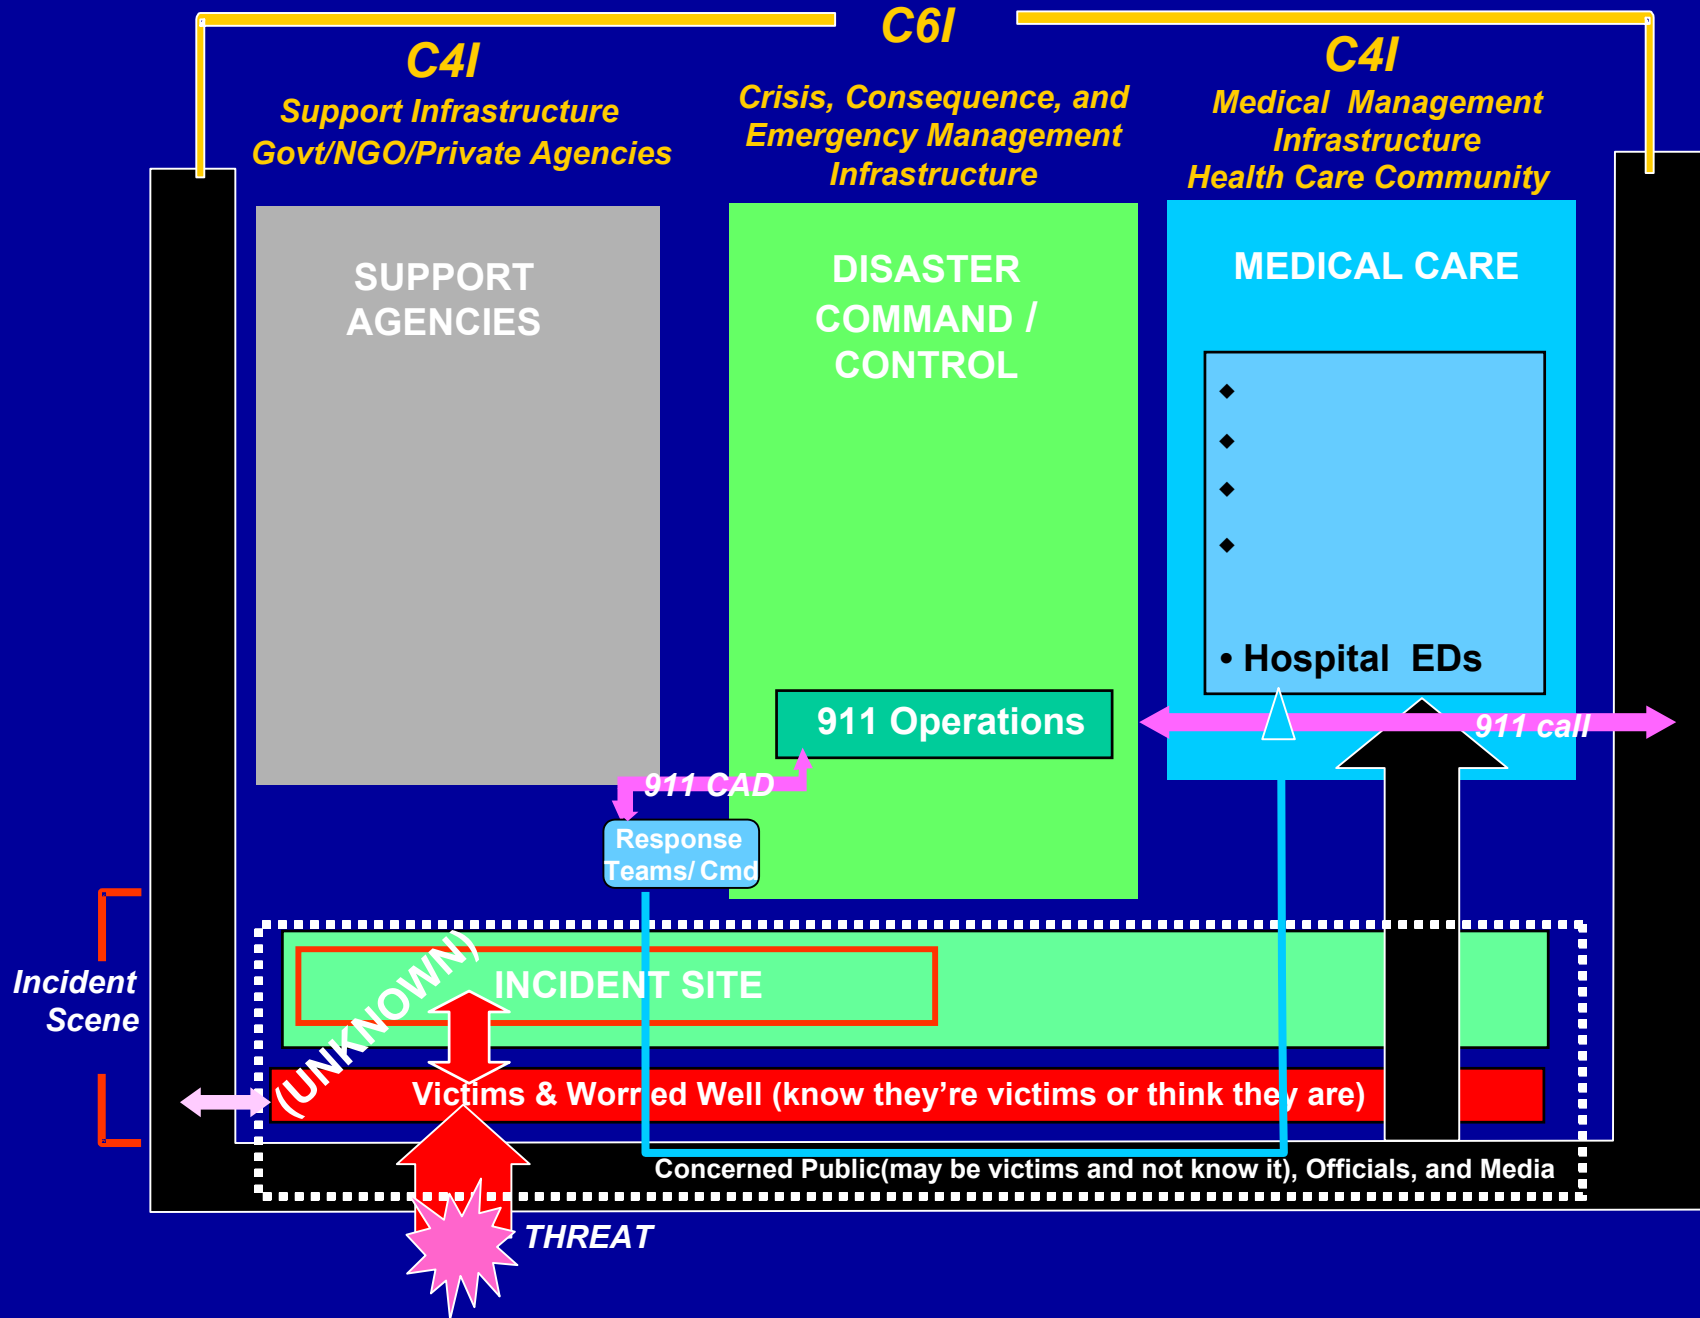 C6I
C4I
Support Infrastructure
Govt/NGO/Private Agencies
Crisis, Consequence, and
Emergency Management
Infrastructure
C4I
Medical Management
Infrastructure
Health Care Community
SUPPORT
AGENCIES
DISASTER
COMMAND /
CONTROL
MEDICAL CARE
• Hospital EDs
911 Operations
911 call
911 CAD
Response
Teams/ Cmd
Incident
Scene
(UNKNOWN)
INCIDENT SITE
Victims & Worried Well (know they're victims or think they are)
Concerned Public(may be victims and not know it), Officials, and Media
THREAT